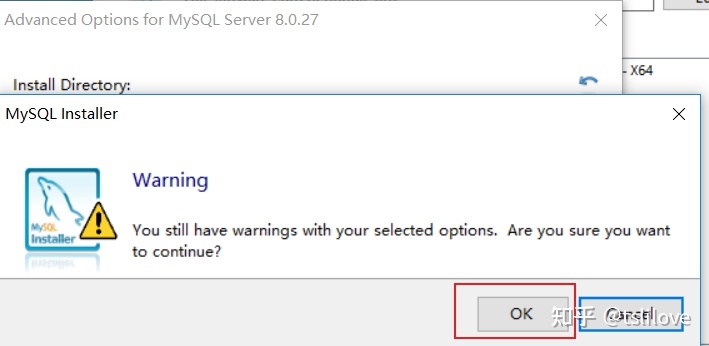 Advanced Options for MySQL Server 8.0.27
Install Directory:
- X64
MySQL Installer
MySQL
Installer
Warning
You still have warnings with your selected options. Are you sure you want
to continue?
OK
Cancel
知乎 @tsflove